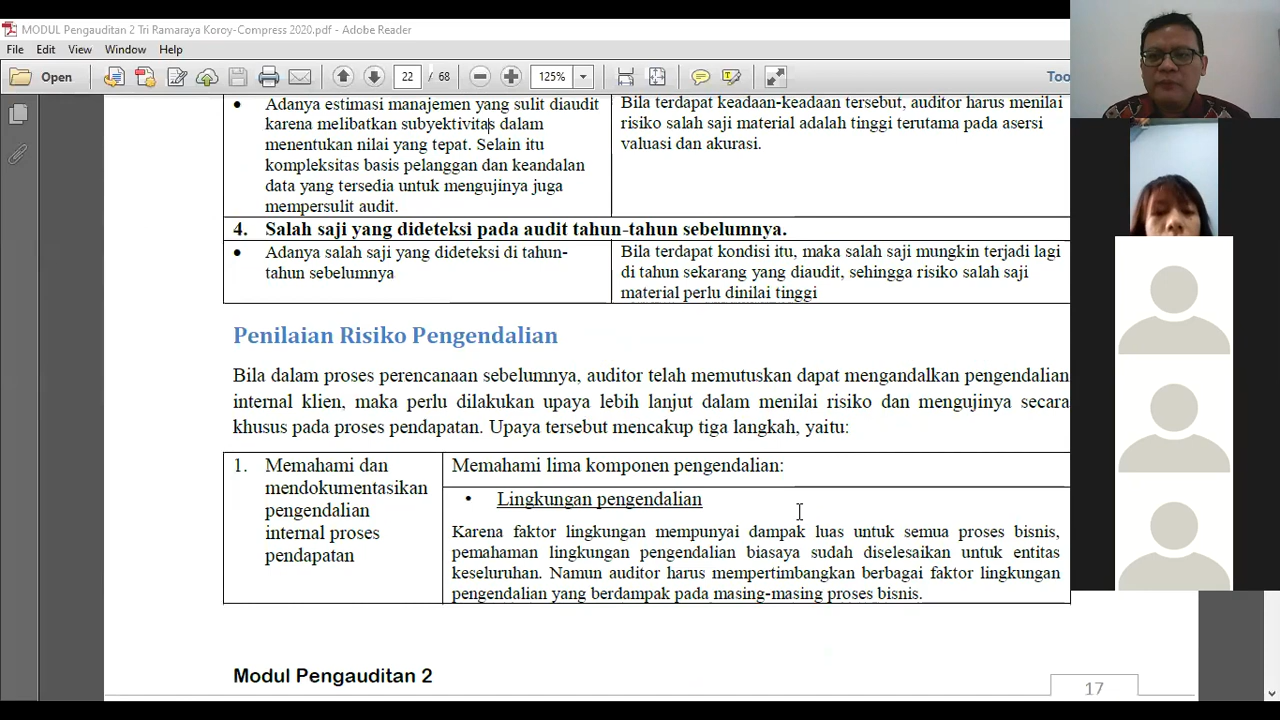 MODUL Pengauditan 2 Tri Ramaraya Koroy-Compress 2020.pdf - Adobe Reader
File Edit View Window Help
Open 22 / 68 125% Too
• Adanya estimasi manajemen yang sulit diaudit
karena melibatkan subyektivitas dalam
menentukan nilai yang tepat. Selain itu
kompleksitas basis pelanggan dan keandalan
data yang tersedia untuk mengujinya juga
mempersulit audit.
Bila terdapat keadaan-keadaan tersebut, auditor harus menilai
risiko salah saji material adalah tinggi terutama pada asersi
valuasi dan akurasi.
4. Salah saji yang dideteksi pada audit tahun-tahun sebelumnya.
• Adanya salah saji yang dideteksi di tahun-
tahun sebelumnya
Bila terdapat kondisi itu, maka salah saji mungkin terjadi lagi
di tahun sekarang yang diaudit, sehingga risiko salah saji
material perlu dinilai tinggi
Penilaian Risiko Pengendalian
Bila dalam proses perencanaan sebelumnya, auditor telah memutuskan dapat mengandalkan pengendalian
internal klien, maka perlu dilakukan upaya lebih lanjut dalam menilai risiko dan mengujinya secara
khusus pada proses pendapatan. Upaya tersebut mencakup tiga langkah, yaitu:
1. Memahami dan
mendokumentasikan
pengendalian
internal proses
pendapatan
Memahami lima komponen pengendalian:
• Lingkungan pengendalian
Karena faktor lingkungan mempunyai dampak luas untuk semua proses bisnis,
pemahaman lingkungan pengendalian biasaya sudah diselesaikan untuk entitas
keseluruhan. Namun auditor harus mempertimbangkan berbagai faktor lingkungan
pengendalian yang berdampak pada masing-masing proses bisnis.
Modul Pengauditan 2
17